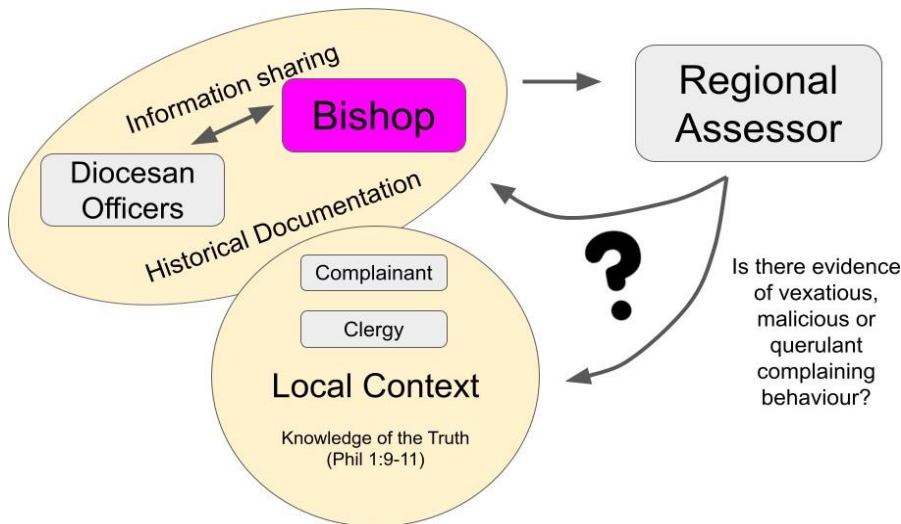 Information sharing
Bishop
Diocesan
Officers
Historical Documentation
Regional
Assessor
Complainant
Clergy
Local Context
Knowledge of the Truth
(Phil 1:9-11)
?
Is there evidence
of vexatious,
malicious or
querulant
complaining
behaviour?